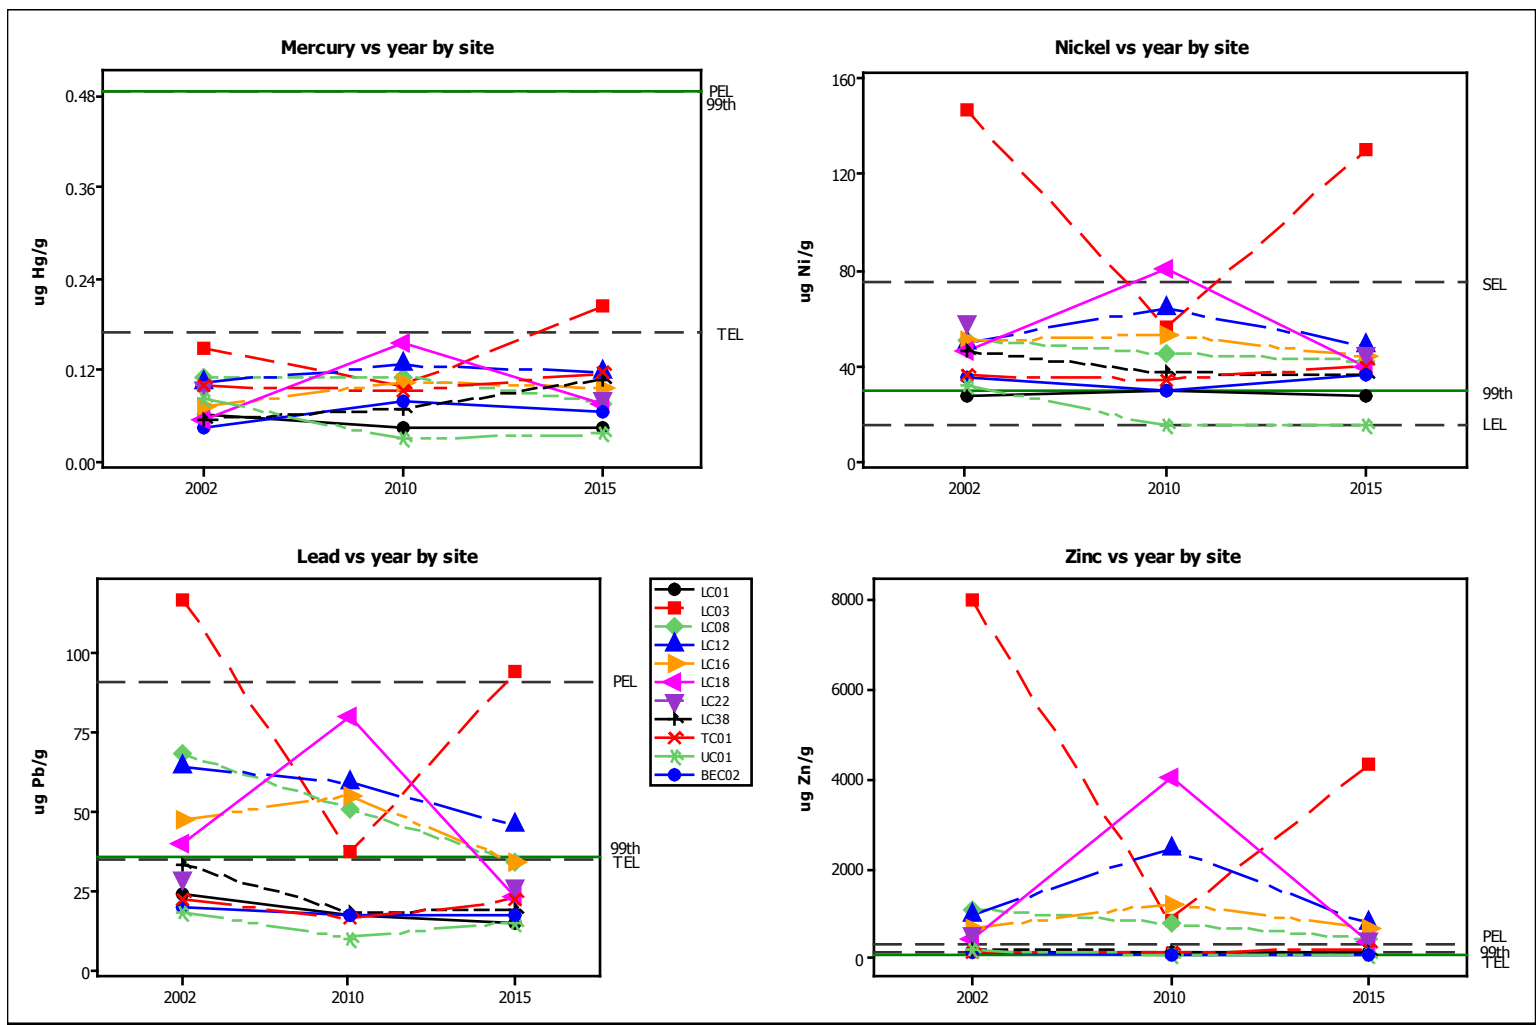 Mercury vs year by site
ug Hg/g
0.48
0.36
0.24
0.12
0.00
2002
2010
2015
PEL
99th
TEL
Nickel vs year by site
ug Ni/g
160
120
80
40
0
2002
2010
2015
SEL
99th
LEL
Lead vs year by site
ug Pb/g
100
75
50
25
0
2002
2010
2015
PEL
99th
TEL
LC01
LC03
LC08
LC12
LC16
LC18
LC22
LC38
TC01
UC01
BEC02
Zinc vs year by site
ug Zn/g
8000
6000
4000
2000
0
2002
2010
2015
PEL
99th
TEL